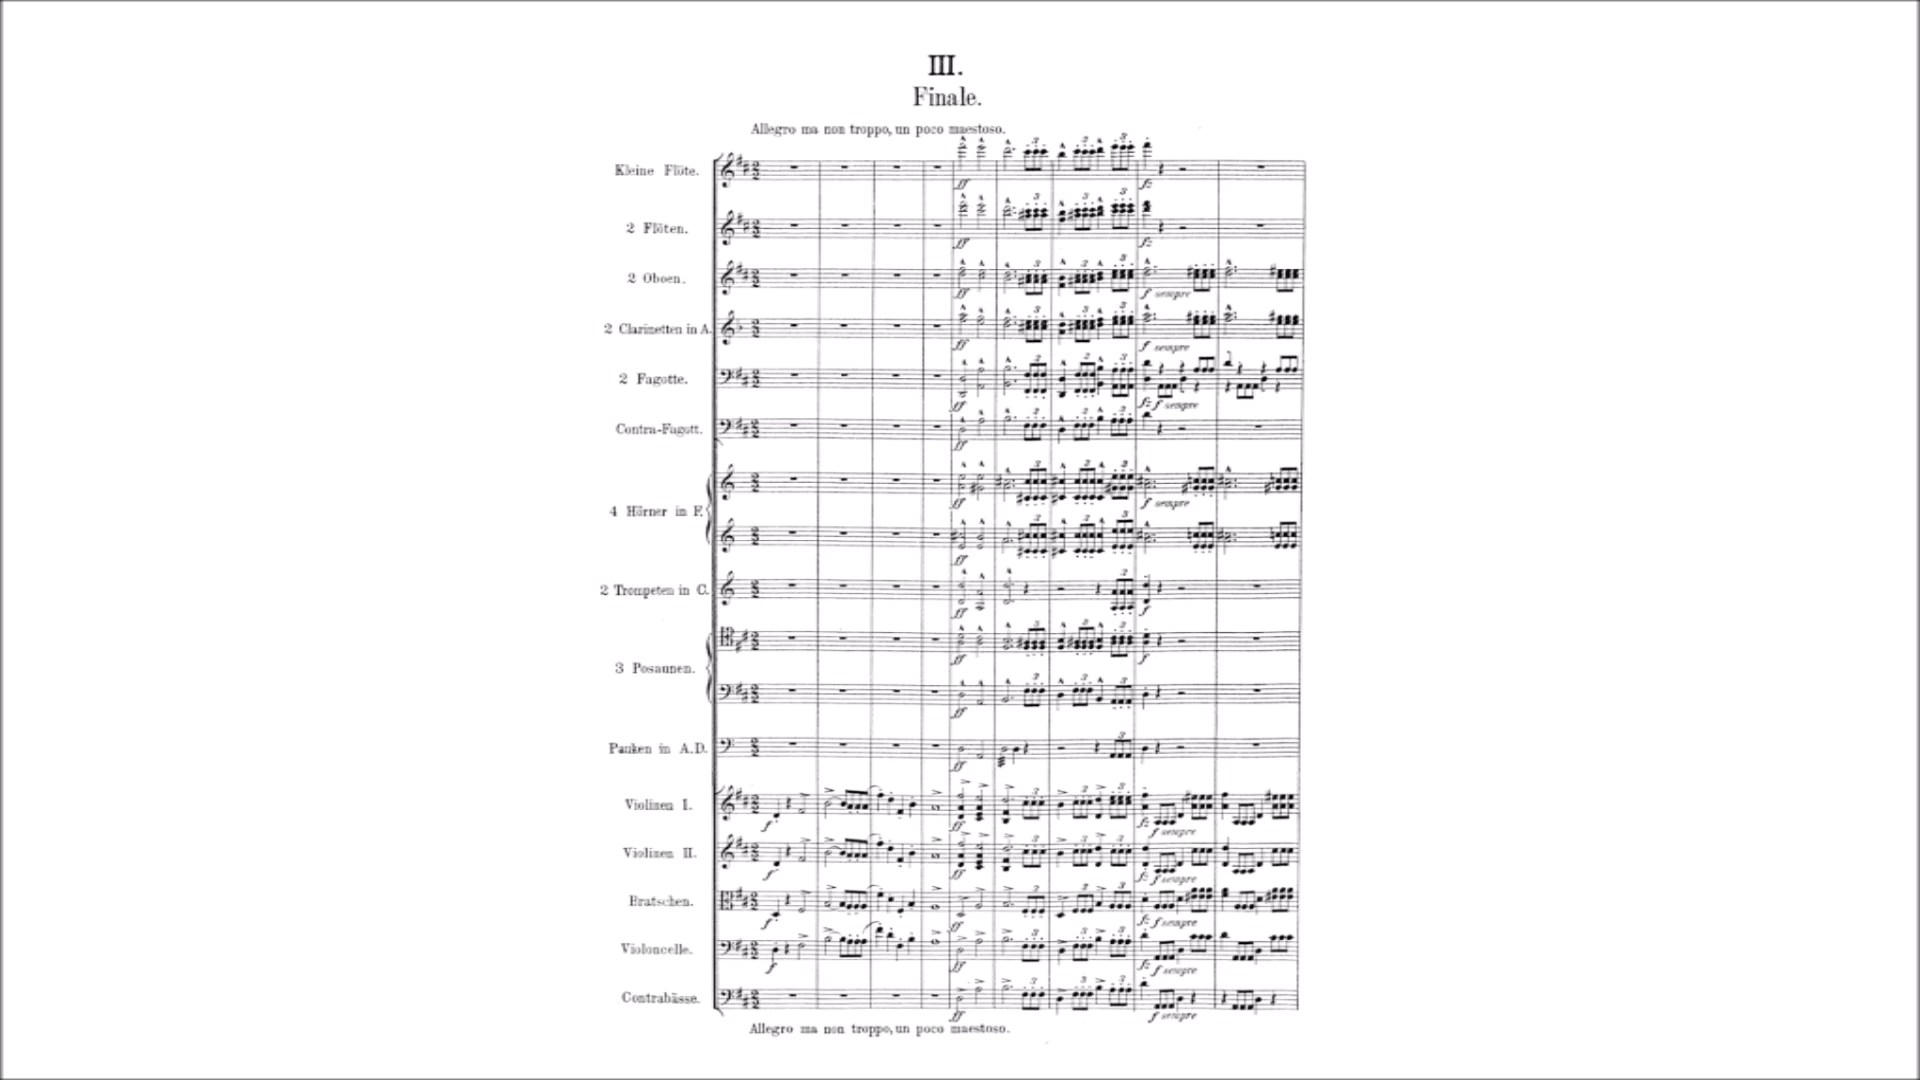 III.
Finale.
Allegro ma non troppo, un poco maestoso.
Kleine Flöte.
2 Flöten.
2 Oboen.
2 Clarinetten in A.
2 Fagotte.
Contra-Fagott.
4 Hörner in F.
2 Trompeten in C.
3 Posaunen.
Pauken in A.D.
Violinen I.
Violinen II.
Bratschen.
Violoncelle.
Contrabässe.
ff
f sempre
Allegro ma non troppo, un poco maestoso.